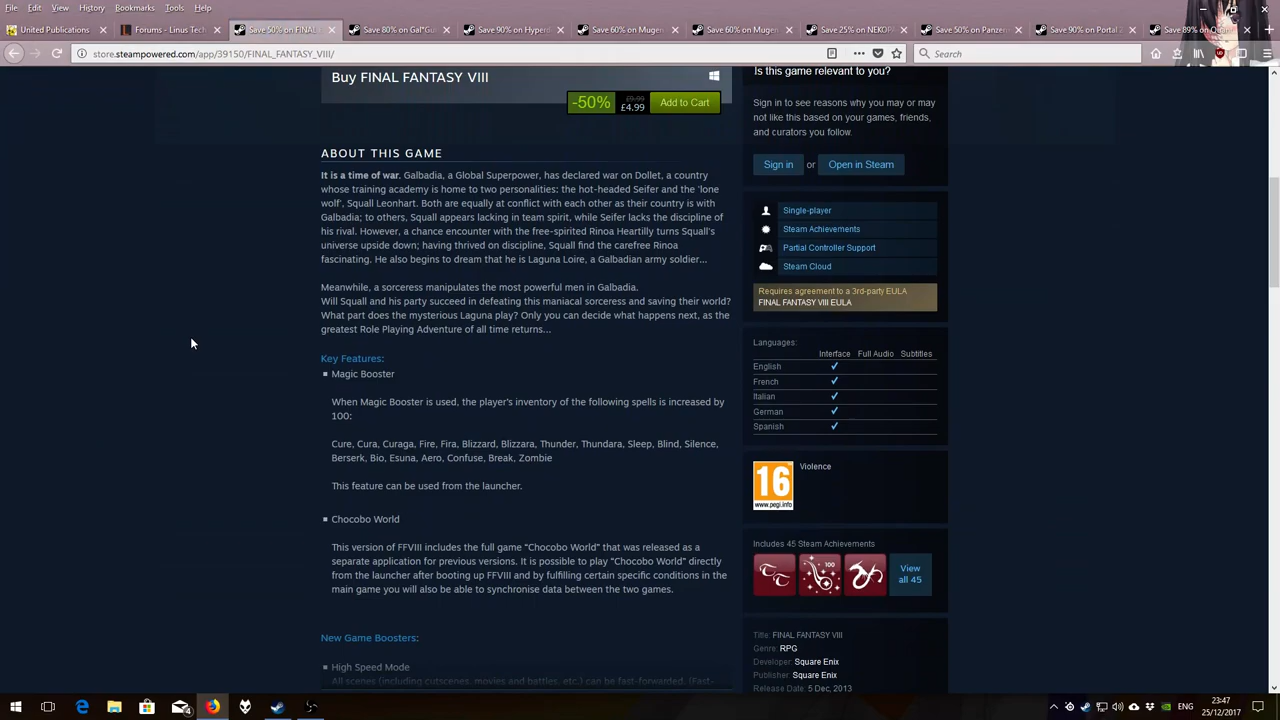 File Edit View History Bookmarks Tools Help
United Publications Forums - Linus Tech Save 50% on FINAL Save 80% on Gal*Gun Save 90% on Hyperd Save 60% on Mugen Save 60% on Mugen Save 25% on NEKOPA Save 50% on Panze Save 90% on Portal 2 Save 89% on
store.steampowered.com/app/39150/FINAL_FANTASY_VIII/ Search
Buy FINAL FANTASY VIII
-50% £9.99 £4.99 Add to Cart
ABOUT THIS GAME
It is a time of war. Galbadia, a Global Superpower, has declared war on Dollet, a country
whose training academy is home to two personalities: the hot-headed Seifer and the 'lone
wolf', Squall Leonhart. Both are equally at conflict with each other as their country is with
Galbadia; to others, Squall appears lacking in team spirit, while Seifer lacks the discipline of
his rival. However, a chance encounter with the free-spirited Rinoa Heartilly turns Squall's
universe upside down; having thrived on discipline, Squall find the carefree Rinoa
fascinating. He also begins to dream that he is Laguna Loire, a Galbadian army soldier...
Meanwhile, a sorceress manipulates the most powerful men in Galbadia.
Will Squall and his party succeed in defeating this maniacal sorceress and saving their world?
What part does the mysterious Laguna play? Only you can decide what happens next, as the
greatest Role Playing Adventure of all time returns...
Key Features:
Magic Booster
When Magic Booster is used, the player's inventory of the following spells is increased by
100:
Cure, Cura, Curaga, Fire, Fira, Blizzard, Blizzara, Thunder, Thundara, Sleep, Blind, Silence,
Berserk, Bio, Esuna, Aero, Confuse, Break, Zombie
This feature can be used from the launcher.
Chocobo World
This version of FFVIII includes the full game "Chocobo World" that was released as a
separate application for previous versions. It is possible to play "Chocobo World" directly
from the launcher after booting up FFVIII and by fulfilling certain specific conditions in the
main game you will also be able to synchronise data between the two games.
New Game Boosters:
High Speed Mode
All scenes (including cutscenes, movies and battles, etc.) can be fast-forwarded. (Fast-
Is this game relevant to you?
Sign in to see reasons why you may or may
not like this based on your games, friends,
and curators you follow.
Sign in or Open in Steam
Single-player
Steam Achievements
Partial Controller Support
Steam Cloud
Requires agreement to a 3rd-party EULA
FINAL FANTASY VIII EULA
Languages:
Interface Full Audio Subtitles
English
French
Italian
German
Spanish
16 Violence
www.pegi.info
Includes 45 Steam Achievements
100
View
all 45
Title: FINAL FANTASY VIII
Genre: RPG
Developer: Square Enix
Publisher: Square Enix
Release Date: 5 Dec, 2013
ENG 23:47
25/12/2017